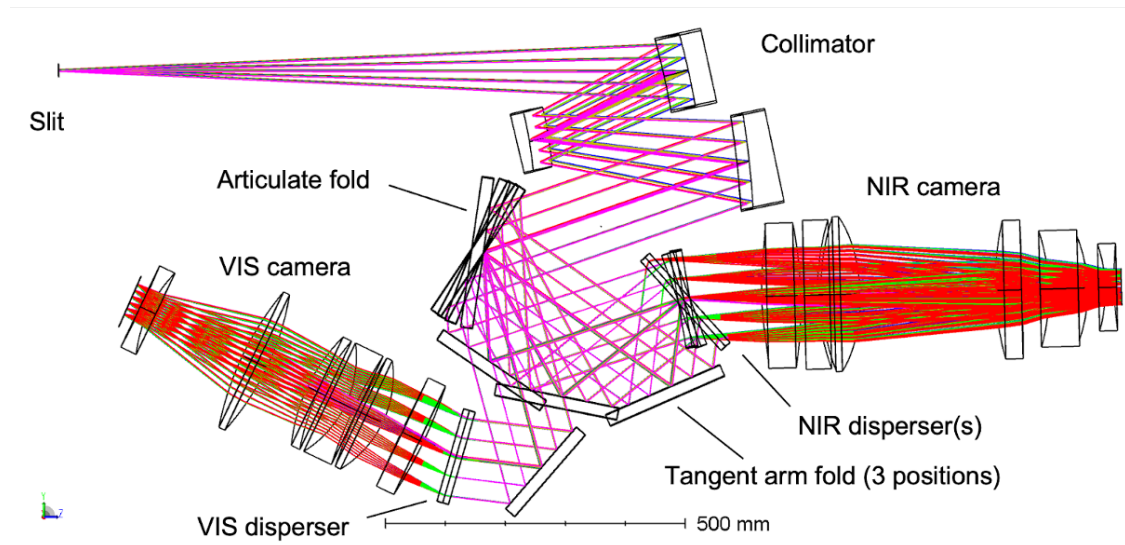 Collimator
Slit
Articulate fold
NIR camera
VIS camera
NIR disperser(s)
Tangent arm fold (3 positions)
VIS disperser
500 mm
Y
Z